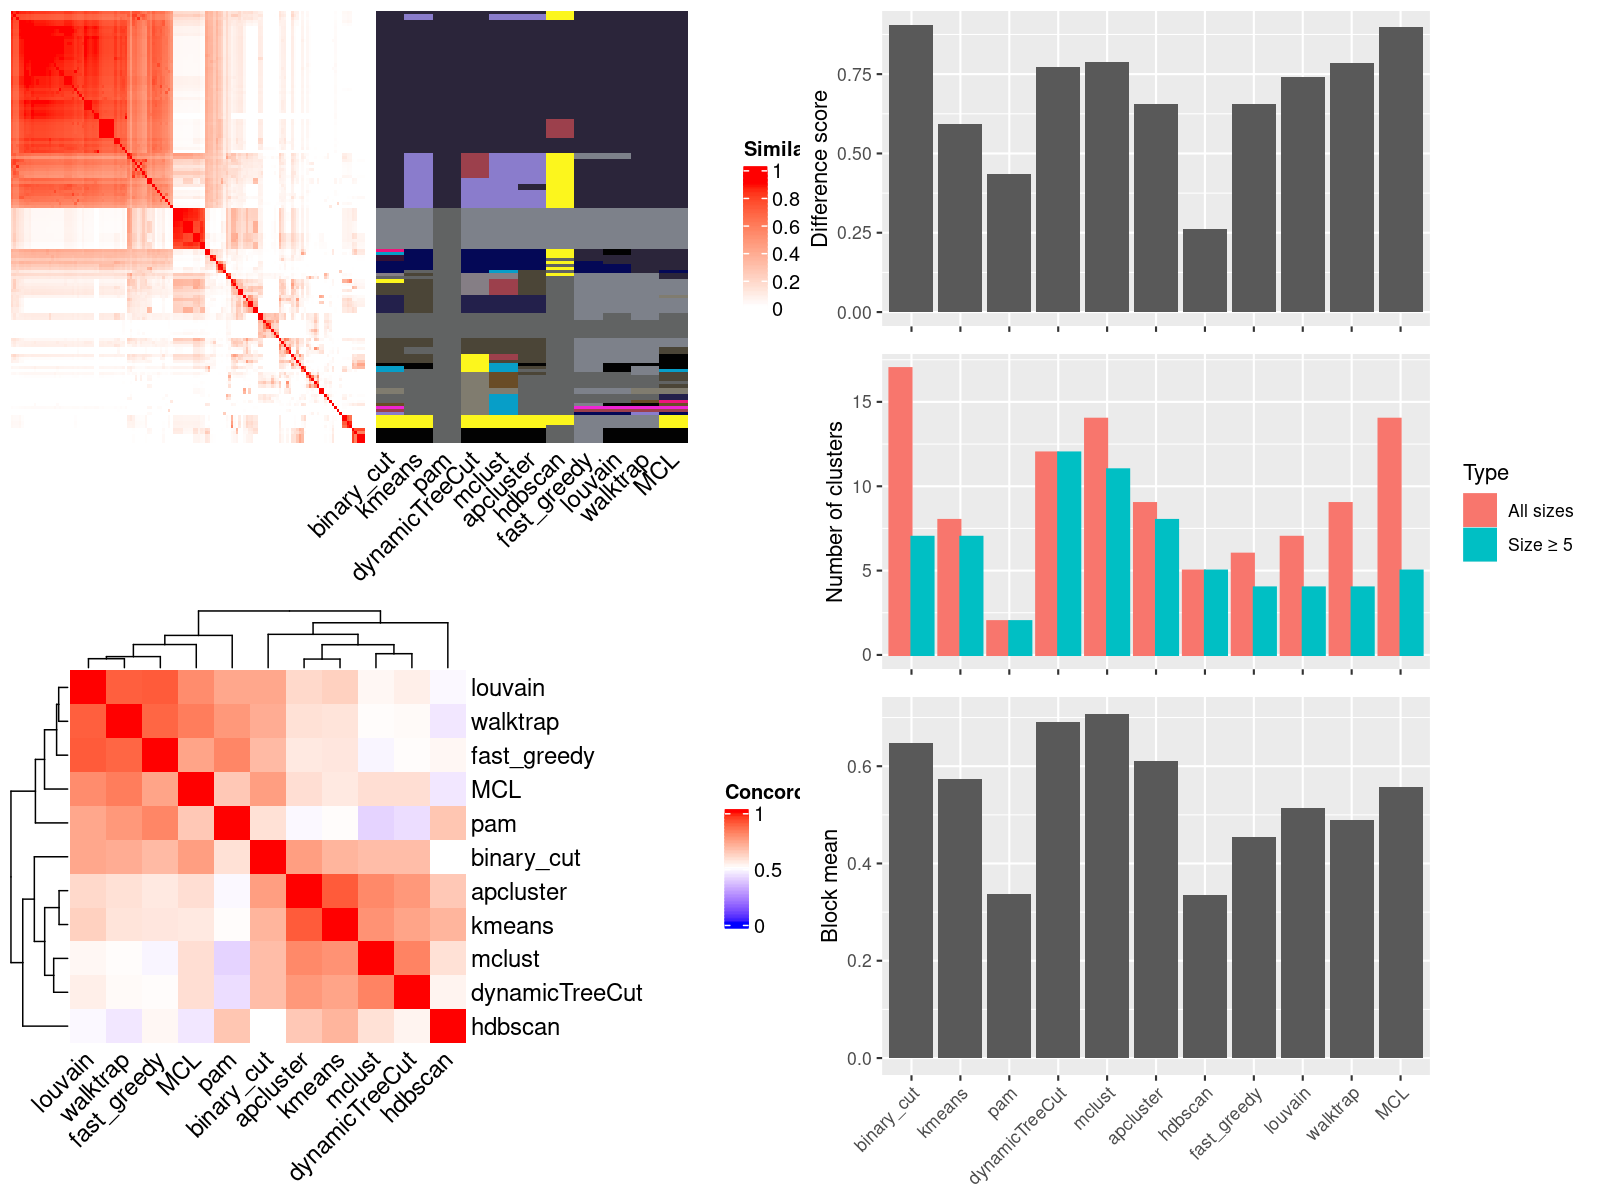 Simila
1
0.8
0.6
0.4
0.2
0
binary_cut
kmeans
pam
dynamicTreeCut
mclust
apcluster
hdbscan
fast_greedy
louvain
walktrap
MCL
louvain
walktrap
fast_greedy
MCL
pam
binary_cut
apcluster
kmeans
mclust
dynamicTreeCut
hdbscan
louvain
walktrap
fast_greedy
MCL
pam
binary_cut
apcluster
kmeans
mclust
dynamicTreeCut
hdbscan
Concord
1
0.5
0
Difference score
0.75
0.50
0.25
0.00
Number of clusters
15
10
5
0
Type
All sizes
Size ≥ 5
Block mean
0.6
0.4
0.2
0.0
binary_cut
kmeans
pam
dynamicTreeCut
mclust
apcluster
hdbscan
fast_greedy
louvain
walktrap
MCL